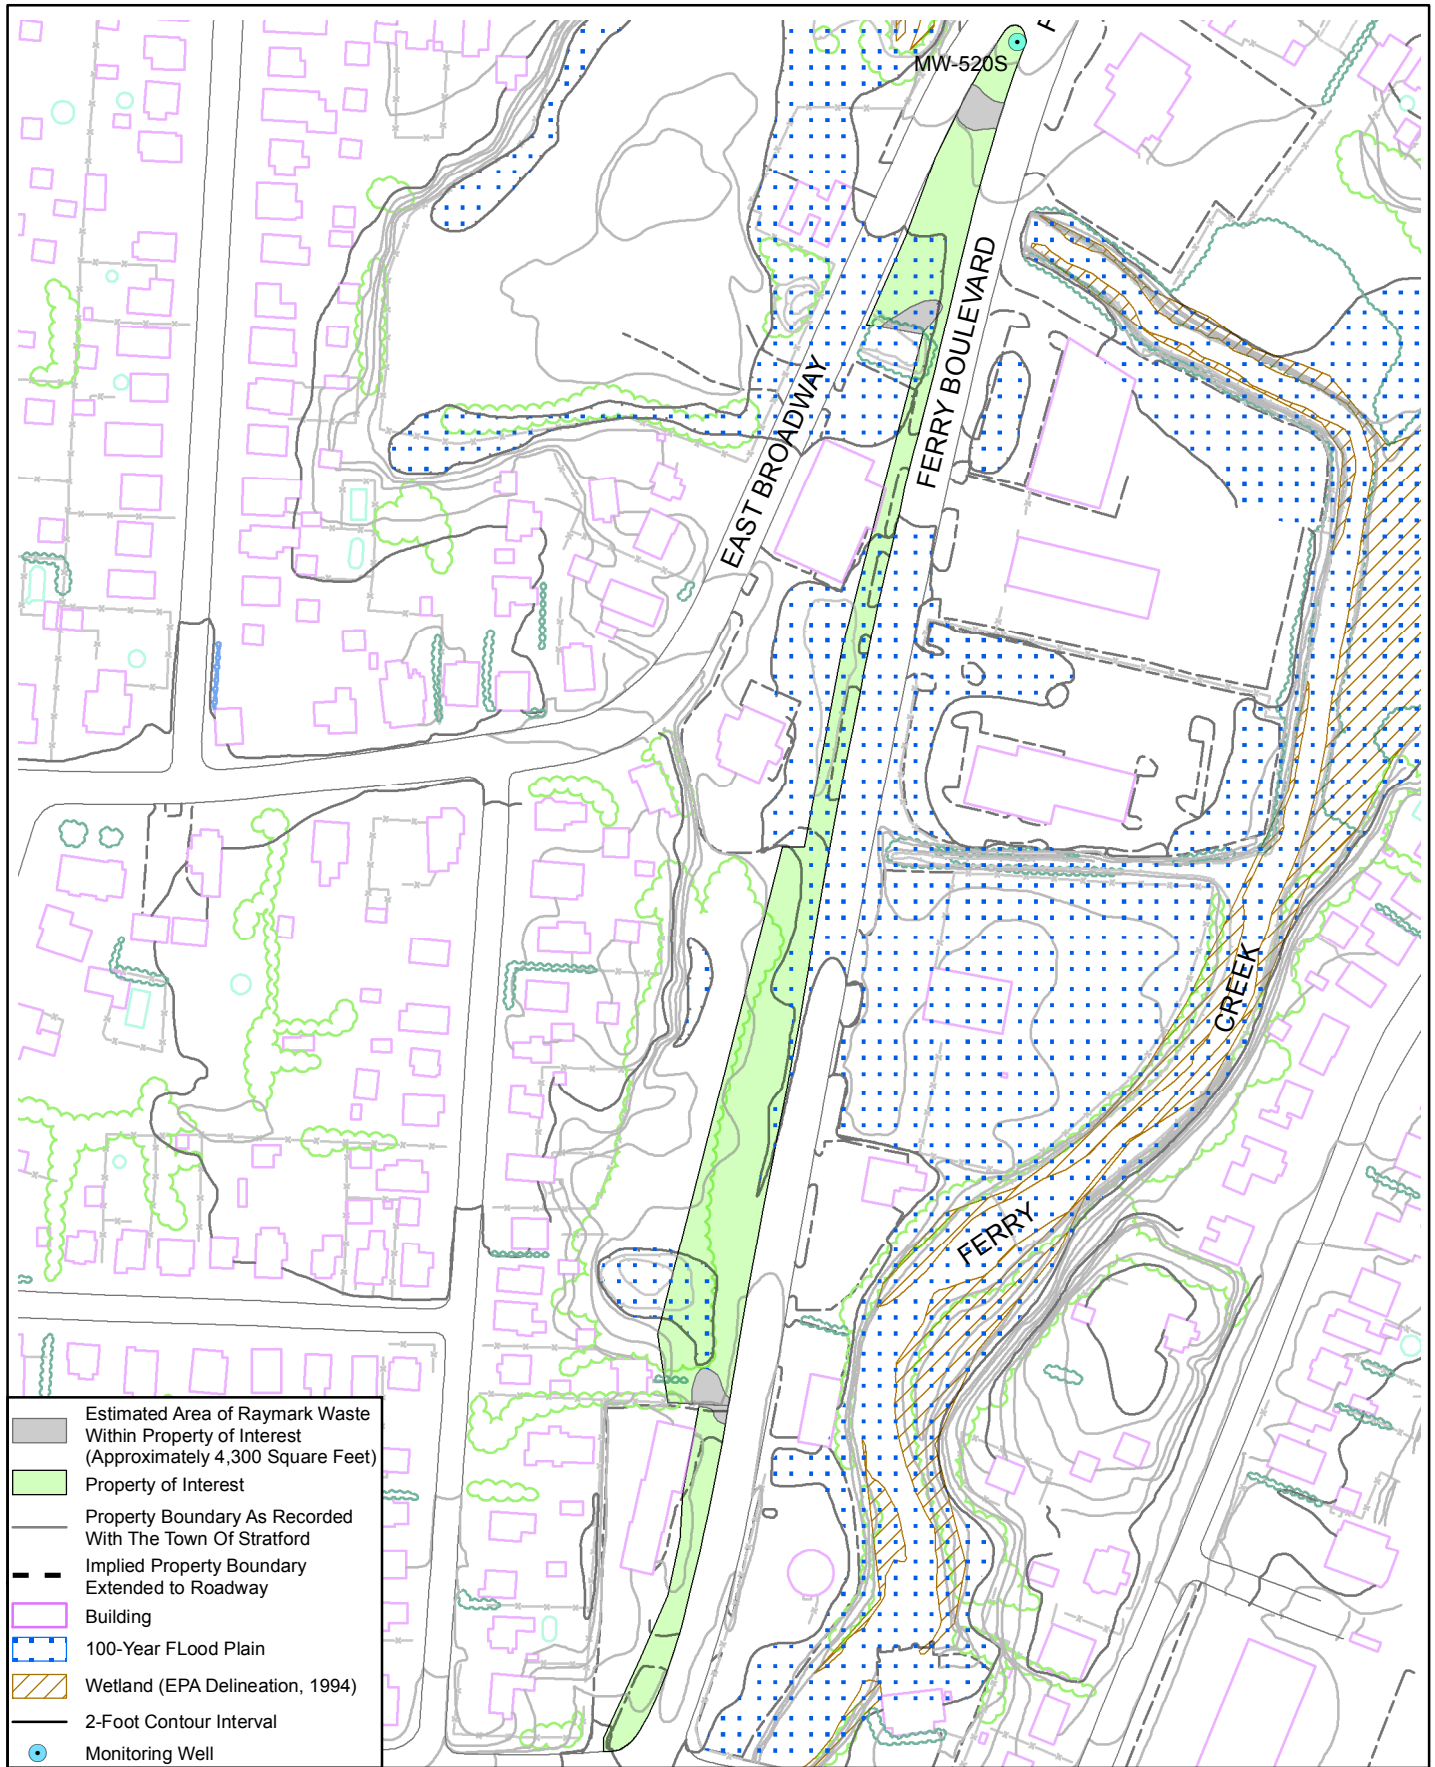 F
MW-520S
FERRY BOULEVARD
EAST BROADWAY
CREEK
FERRY
Estimated Area of Raymark Waste
Within Property of Interest
(Approximately 4,300 Square Feet)
Property of Interest
Property Boundary As Recorded
With The Town Of Stratford
Implied Property Boundary
Extended to Roadway
Building
100-Year FLood Plain
Wetland (EPA Delineation, 1994)
2-Foot Contour Interval
Monitoring Well